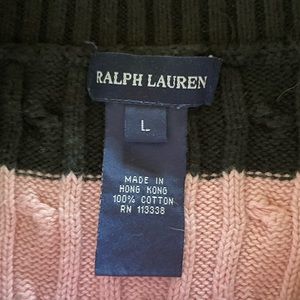 RALPH LAUREN
L
MADE IN
HONG KONG
100% COTTON
RN 113338